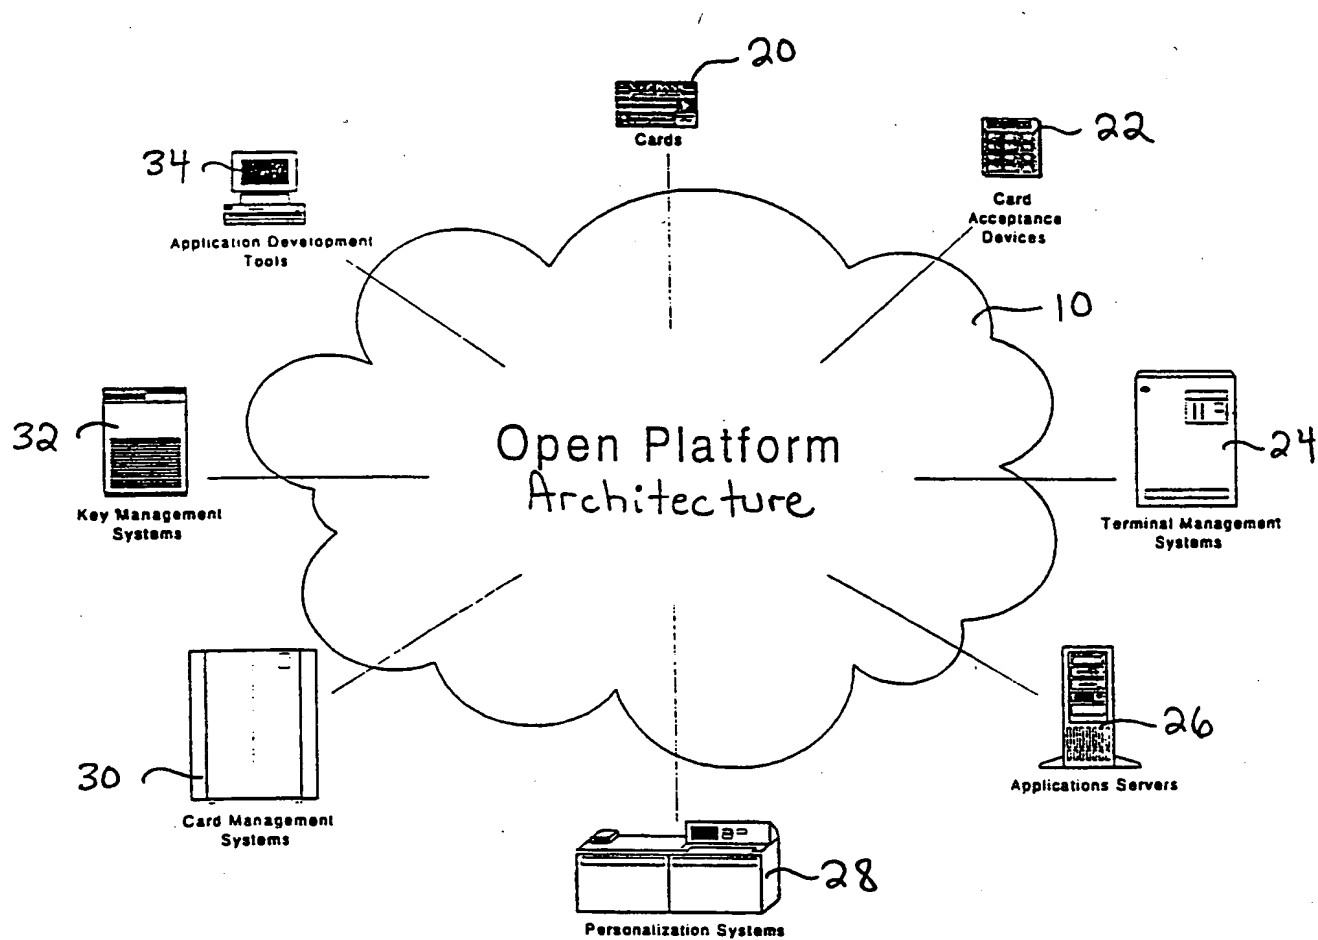 20
Cards
22
Card
Acceptance
Devices
34
Application Development
Tools
10
32
Key Management
Systems
Open Platform
Architecture
24
Terminal Management
Systems
30
Card Management
Systems
26
Applications Servers
28
Personalization Systems